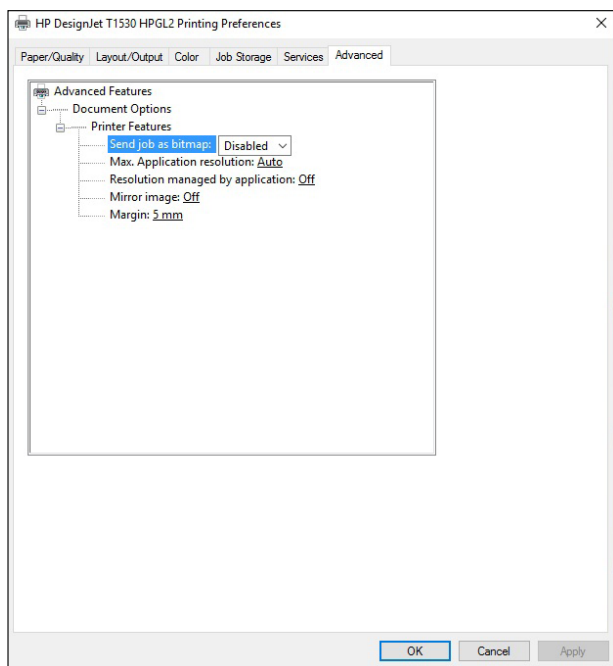 HP DesignJet T1530 HPGL2 Printing Preferences
Paper/Quality Layout/Output Color Job Storage Services Advanced
Advanced Features
Document Options
Printer Features
Send job as bitmap: Disabled
Max. Application resolution: Auto
Resolution managed by application: Off
Mirror image: Off
Margin: 5 mm
OK Cancel Apply